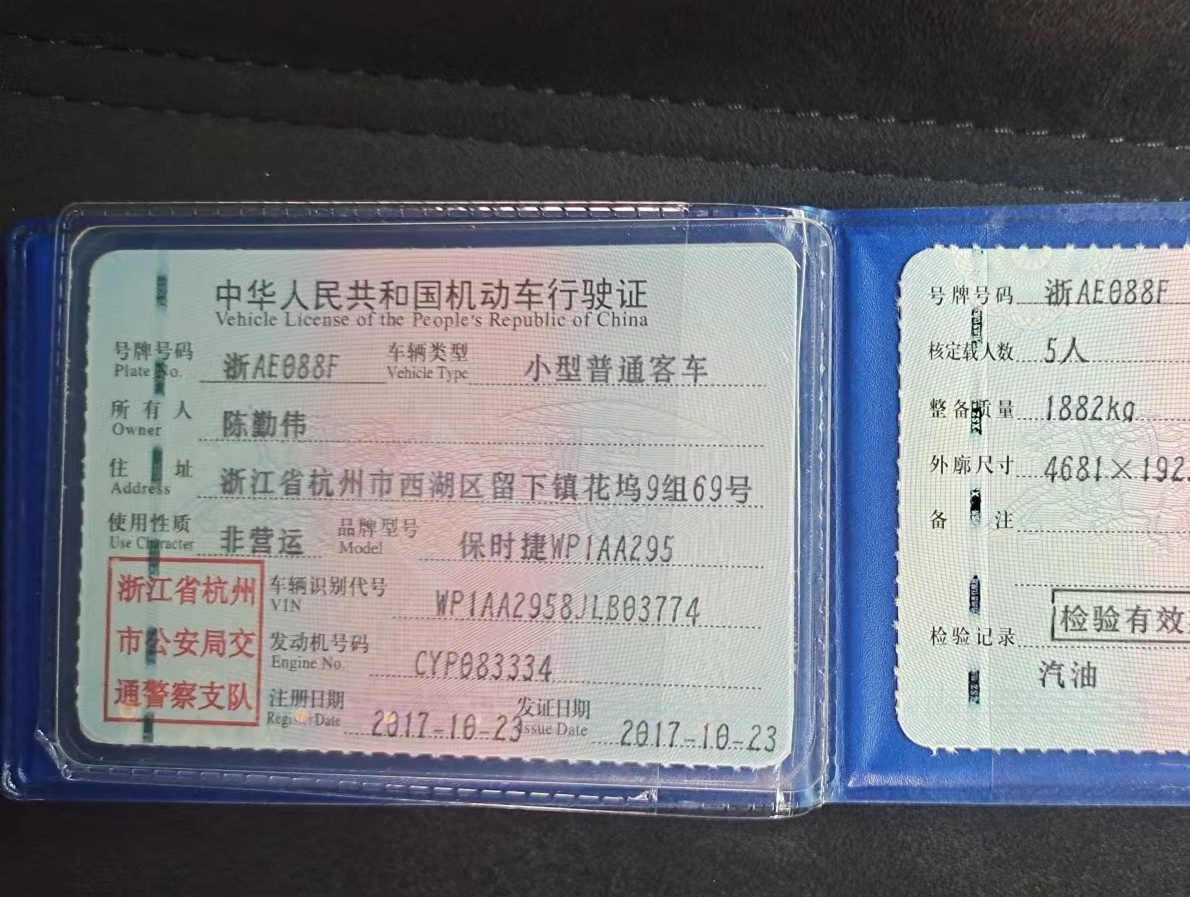 中华人民共和国机动车行驶证
Vehicle License of the People's Republic of China
号牌号码 浙AE088F 车辆类型 小型普通客车
Plate No. Vehicle Type
所有人 陈勤伟
Owner
住址 浙江省杭州市西湖区留下镇花坞9组69号
Address
使用性质 非营运 品牌型号 保时捷WP1AA295
Use Character Model
浙江省杭州
市公安局交
通警察支队
车辆识别代号 WP1AA2958JLB03774
VIN
发动机号码 CYP083334
Engine No.
注册日期 2017-10-23 发证日期 2017-10-23
Register Date Issue Date
号牌号码 浙AE088F
核定载人数 5人
整备质量 1882kg
外廓尺寸 4681×192
备注
检验记录 检验有效
汽油